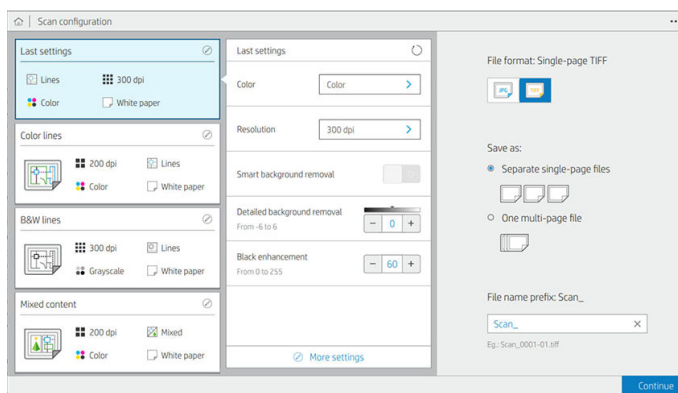 Scan configuration
Last settings
Lines
300 dpi
Color
White paper
Color lines
200 dpi
Lines
Color
White paper
B&W lines
300 dpi
Lines
Grayscale
White paper
Mixed content
200 dpi
Mixed
Color
White paper
Last settings
Color
Color
Resolution
300 dpi
Smart background removal
Detailed background removal
From -6 to 6
- 0 +
Black enhancement
From 0 to 255
- 60 +
More settings
File format: Single-page TIFF
JPG
TIFF
Save as:
Separate single-page files
One multi-page file
File name prefix: Scan_
Scan_
Eg.: Scan_0001-01.tiff
Continue